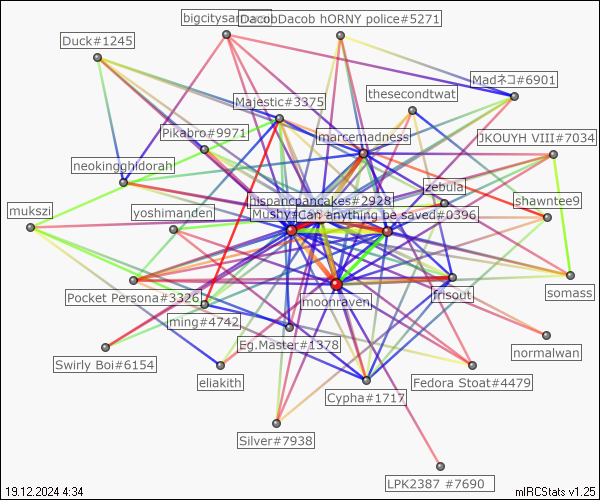 bigcitysam
DacobDacob hORNY police#5271
Duck#1245
Madネコ#6901
thesecondtwat
Majestic#3375
Pikabro#9971
marcemadness
JKOUYH VIII#7034
neokingghidorah
zebula
hispancpancakes#2928
shawntee9
mukszi
yoshimanden
Mushy#
Can anything be saved#0396
Pocket Persona#3326
moonraven
frisout
somass
ming#4742
Eg.Master#1378
normalwan
Swirly Boi#6154
eliakith
Cypha#1717
Fedora Stoat#4479
Silver#7938
LPK2387 #7690
19.12.2024 4:34
mIRCStats v1.25